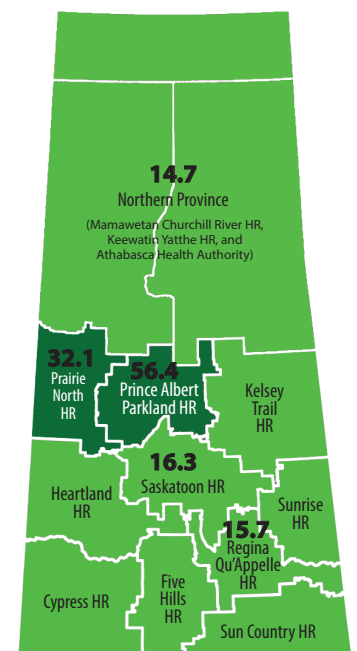 14.7
Northern Province
(Mamawetan Churchill River HR,
Keewatin Yatthe HR, and
Athabasca Health Authority)
32.1
Prairie
North
HR
56.4
Prince Albert
Parkland HR
Kelsey
Trail
HR
16.3
Saskatoon HR
Heartland
HR
Sunrise
HR
15.7
Regina
Qu'Appelle
HR
Five
Hills
HR
Cypress HR
Sun Country HR